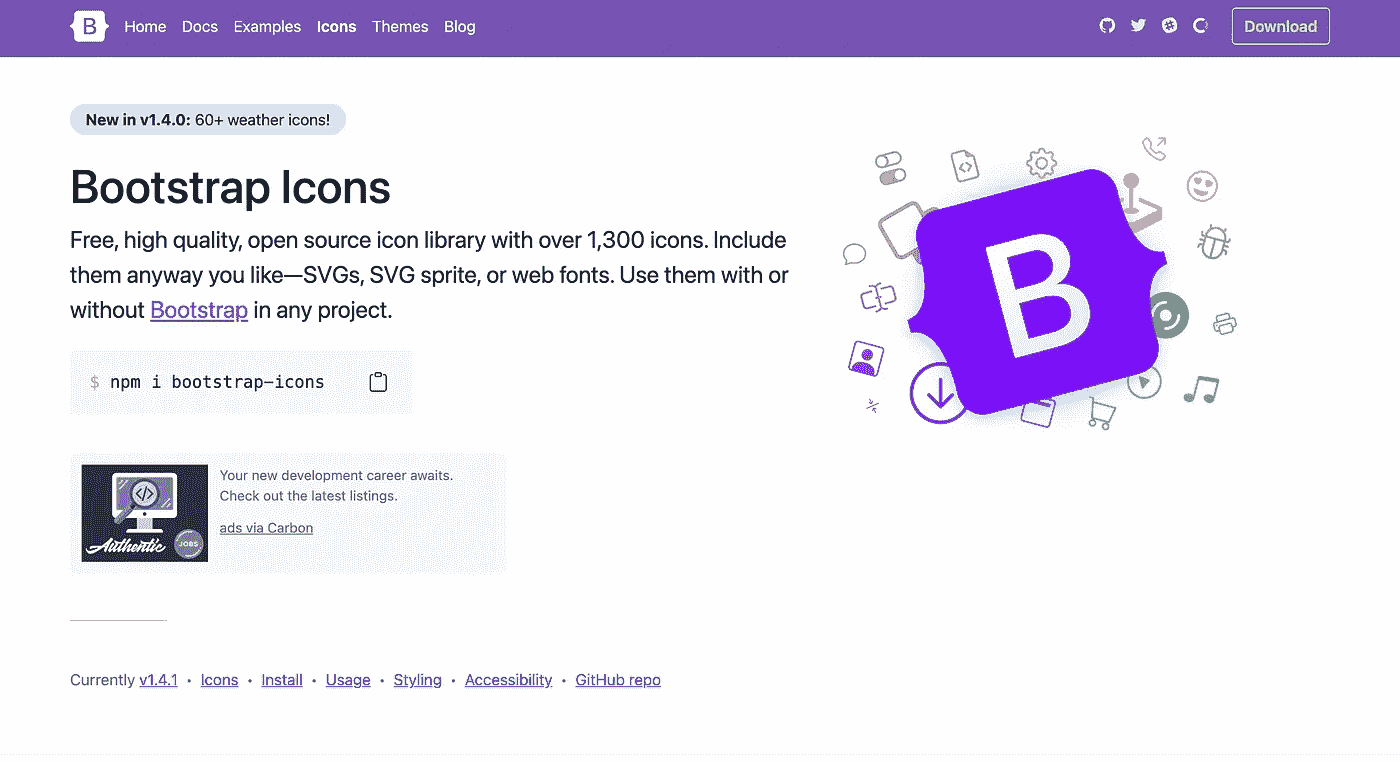 B Home Docs Examples Icons Themes Blog Download
New in v1.4.0: 60+ weather icons!
Bootstrap Icons
Free, high quality, open source icon library with over 1,300 icons. Include
them anyway you like—SVGs, SVG sprite, or web fonts. Use them with or
without Bootstrap in any project.
B
$ npm i bootstrap-icons
Your new development career awaits.
Check out the latest listings.
ads via Carbon
Authentic JOBS
Currently v1.4.1 • Icons • Install • Usage • Styling • Accessibility • GitHub repo